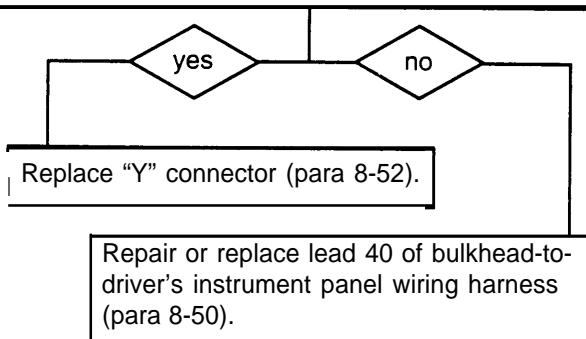 yes
no
Replace “Y” connector (para 8-52).
Repair or replace lead 40 of bulkhead-to-
driver’s instrument panel wiring harness
(para 8-50).